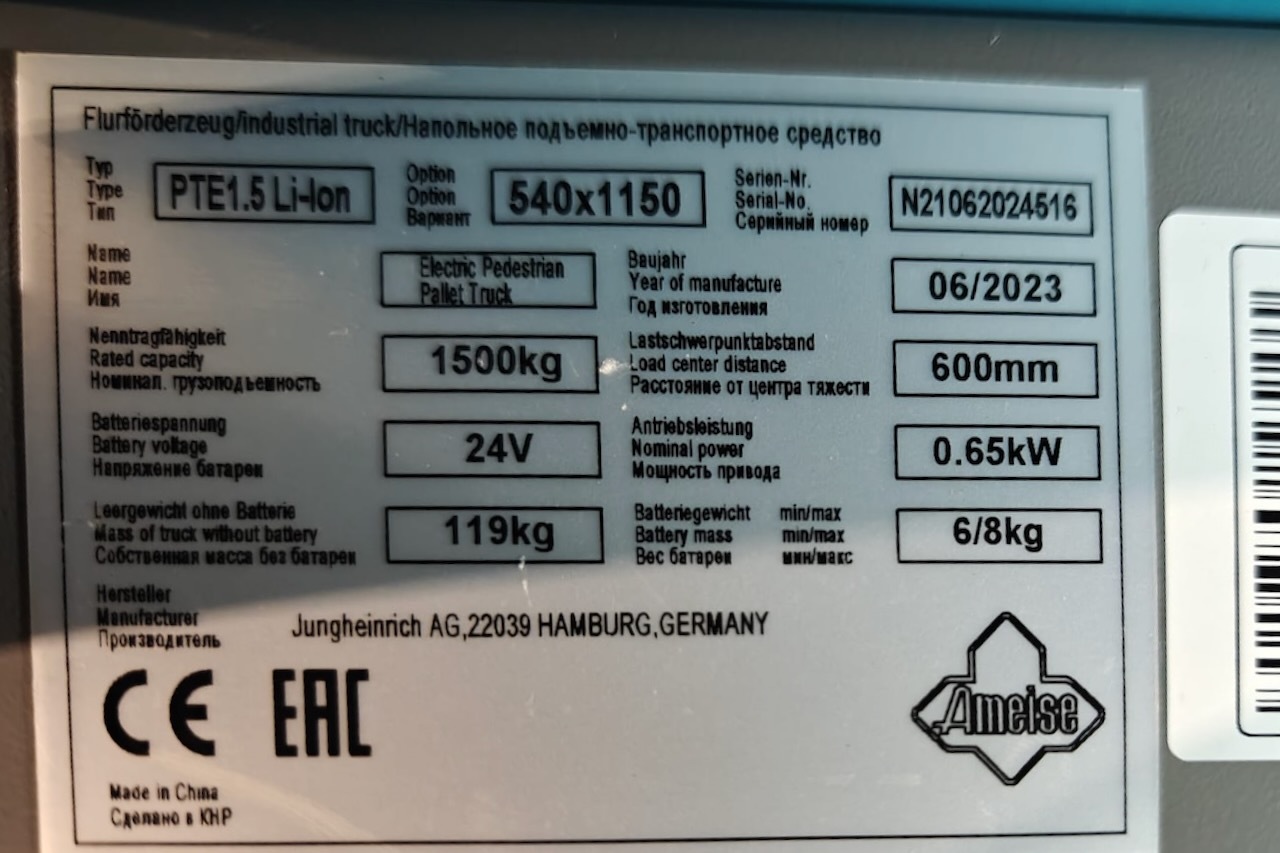 Flurförderzeug/industrial truck/Напольное подъемно-транспортное средство
Typ
Type
Тип
PTE1.5 Li-Ion
Option
Option
Вариант
540x1150
Serien-Nr.
Serial-No.
Серийный номер
N21062024516
Name
Name
Имя
Electric Pedestrian
Pallet Truck
Baujahr
Year of manufacture
Год изготовления
06/2023
Nenntragfähigkeit
Rated capacity
Номинал. грузоподъемность
1500kg
Lastschwerpunktabstand
Load center distance
Расстояние от центра тяжести
600mm
Batteriespannung
Battery voltage
Напряжение батареи
24V
Antriebsleistung
Nominal power
Мощность привода
0.65kW
Leergewicht ohne Batterie
Mass of truck without battery
Собственная масса без батареи
119kg
Batteriegewicht min/max
Battery mass min/max
Вес батареи мин/макс
6/8kg
Hersteller
Manufacturer
Производитель
Jungheinrich AG,22039 HAMBURG,GERMANY
CE EAC
Ameise
Made in China
Сделано в КНР